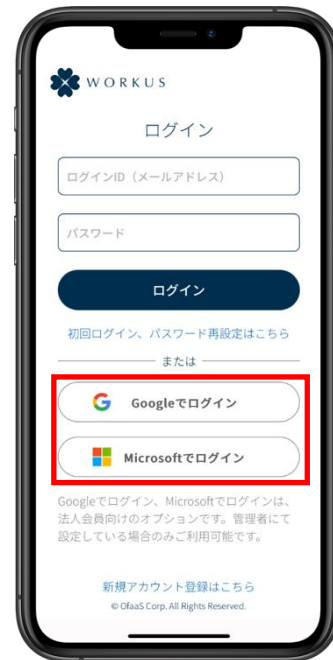 WORKUS
ログイン
ログインID（メールアドレス）
パスワード
ログイン
初回ログイン、パスワード再設定はこちら
または
Googleでログイン
Microsoftでログイン
Googleでログイン、Microsoftでログインは、
法人会員向けのオプションです。管理者にて
設定している場合のみご利用可能です。
新規アカウント登録はこちら
© OfaaS Corp. All Rights Reserved.